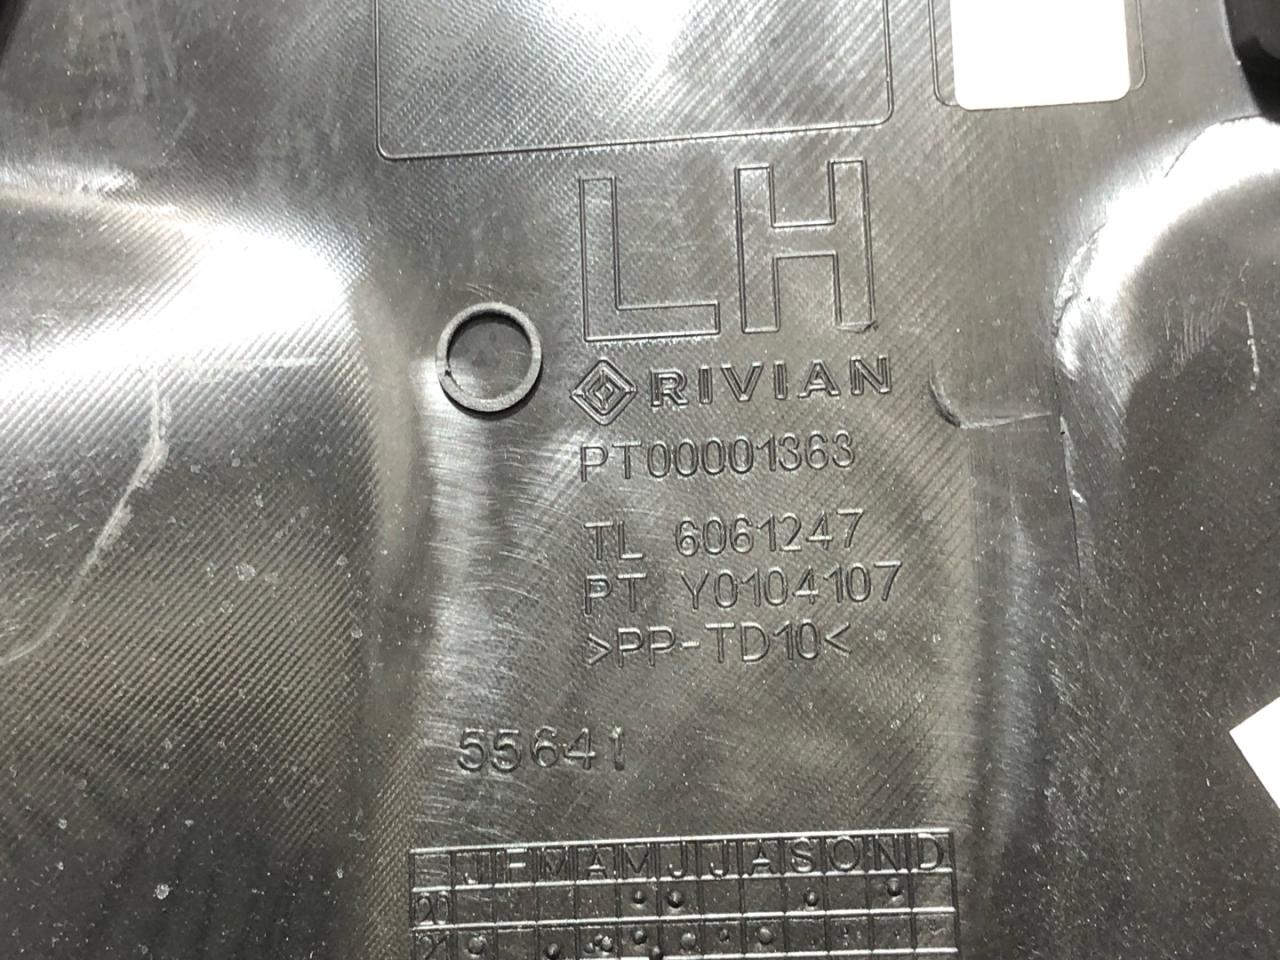 LH
RIVIAN
PT00001363
TL 6061247
PT Y0104107
>PP-TD10<
55641
J F M A M J J A S O N D
20
21